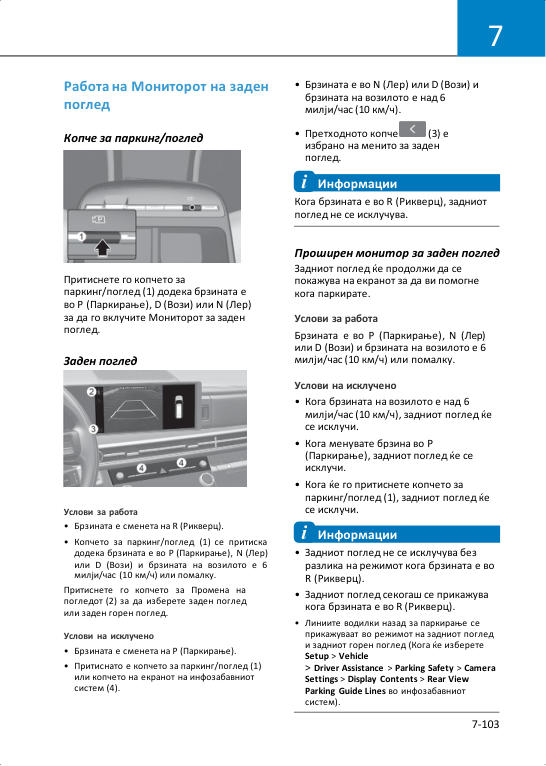 7
Работа на Мониторот на заден
поглед
Копче за паркинг/поглед
1
Притиснете го копчето за
паркинг/поглед (1) додека брзината е
во P (Паркирање), D (Вози) или N (Лер)
за да го вклучите Мониторот за заден
поглед.
Заден поглед
2
3
4
4
Услови за работа
• Брзината е сменета на R (Рикверц).
• Копчето за паркинг/поглед (1) се притиска
додека брзината е во P (Паркирање), N (Лер)
или D (Вози) и брзината на возилото е 6
милји/час (10 км/ч) или помалку.
Притиснете го копчето за Промена на
погледот (2) за да изберете заден поглед
или заден горен поглед.
Услови на исклучено
• Брзината е сменета на P (Паркирање).
• Притиснато е копчето за паркинг/поглед (1)
или копчето на екранот на инфозабавниот
систем (4).
• Брзината е во N (Лер) или D (Вози) и
брзината на возилото е над 6
милји/час (10 км/ч).
• Претходното копче < (3) е
избрано на менито за заден
поглед.
i Информации
Кога брзината е во R (Рикверц), задниот
поглед не се исклучува.
Проширен монитор за заден поглед
Задниот поглед ќе продолжи да се
покажува на екранот за да ви помогне
кога паркирате.
Услови за работа
Брзината е во P (Паркирање), N (Лер)
или D (Вози) и брзината на возилото е 6
милји/час (10 км/ч) или помалку.
Услови на исклучено
• Кога брзината на возилото е над 6
милји/час (10 км/ч), задниот поглед ќе
се исклучи.
• Кога менувате брзина во P
(Паркирање), задниот поглед ќе се
исклучи.
• Кога ќе го притиснете копчето за
паркинг/поглед (1), задниот поглед ќе
се исклучи.
i Информации
• Задниот поглед не се исклучува без
разлика на режимот кога брзината е во
R (Рикверц).
• Задниот поглед секогаш се прикажува
кога брзината е во R (Рикверц).
• Линиите водилки назад за паркирање се
прикажуваат во режимот на задниот поглед
и задниот горен поглед (Кога ќе изберете
Setup > Vehicle
> Driver Assistance > Parking Safety > Camera
Settings > Display Contents > Rear View
Parking Guide Lines во инфозабавниот
систем).
7-103